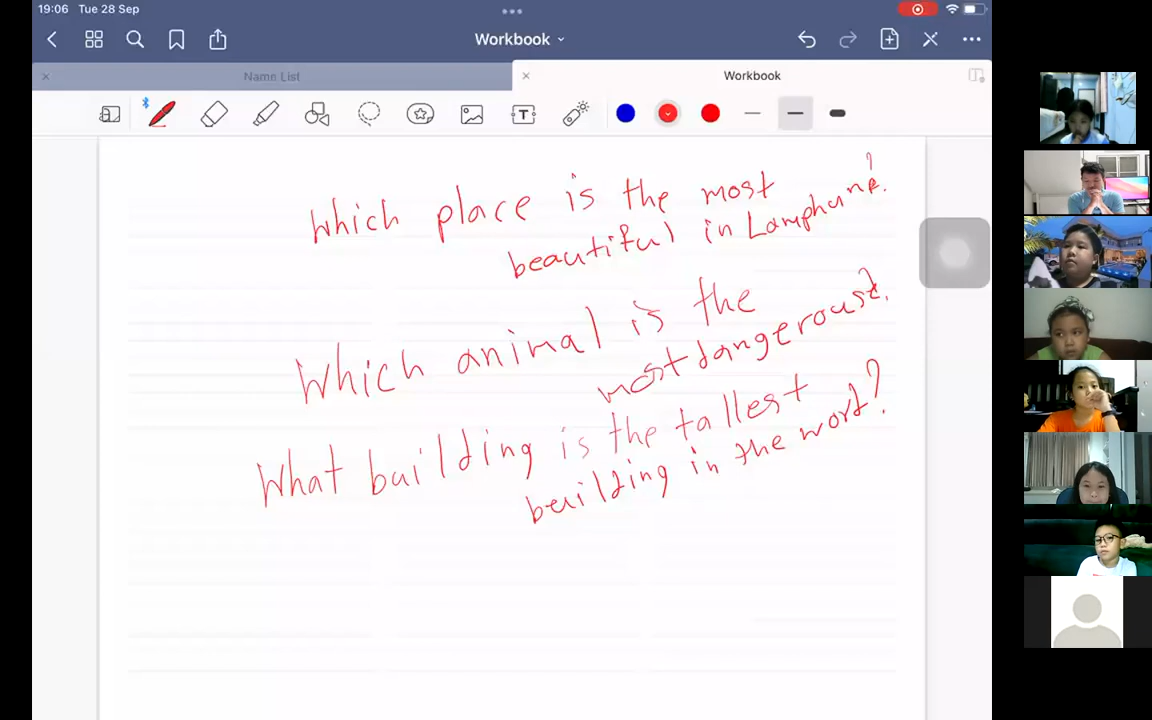 19:06 Tue 28 Sep
Workbook
Name List
Workbook
Which place is the most
beautiful in Lamphun?
Which animal is the
most dangerous?
What building is the tallest
building in the word?